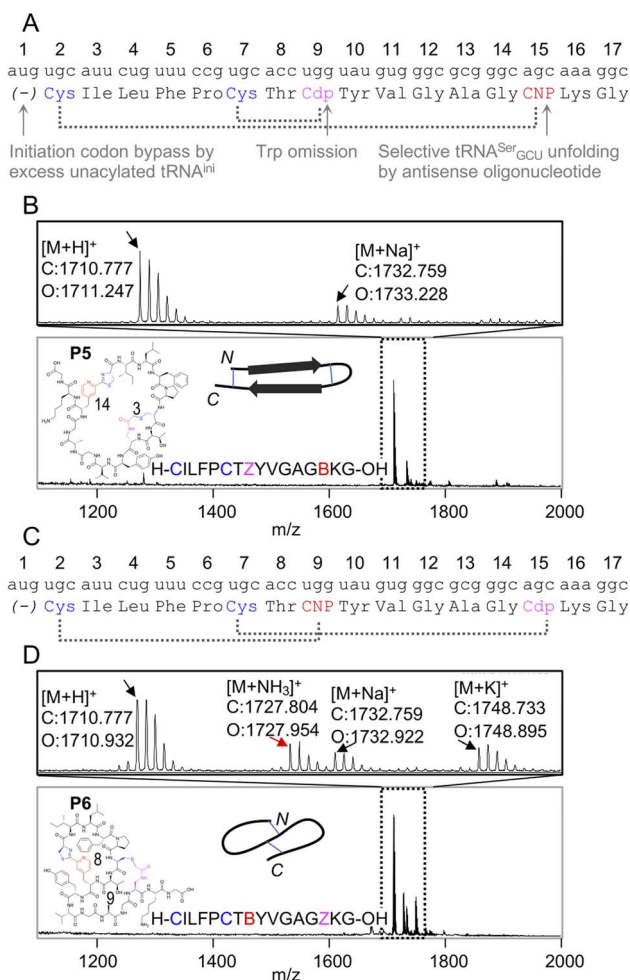 A
1 2 3 4 5 6 7 8 9 10 11 12 13 14 15 16 17
aug ugc auu cug uuu ccg ugc acc ugg uau gug ggc gcg ggc agc aaa ggc
(-) Cys Ile Leu Phe Pro Cys Thr Cdp Tyr Val Gly Ala Gly CNP Lys Gly
Initiation codon bypass by
excess unacylated tRNAini
Trp omission
Selective tRNASerGCU unfolding
by antisense oligonucleotide
B
[M+H]+
C:1710.777
O:1711.247
[M+Na]+
C:1732.759
O:1733.228
P5
14
3
N
C
H-CILFPCTZYVGAGBKG-OH
1200 1400 1600 1800 2000
m/z
C
1 2 3 4 5 6 7 8 9 10 11 12 13 14 15 16 17
aug ugc auu cug uuu ccg ugc acc ugg uau gug ggc gcg ggc agc aaa ggc
(-) Cys Ile Leu Phe Pro Cys Thr CNP Tyr Val Gly Ala Gly Cdp Lys Gly
D
[M+H]+
C:1710.777
O:1710.932
[M+NH3]+
C:1727.804
O:1727.954
[M+Na]+
C:1732.759
O:1732.922
[M+K]+
C:1748.733
O:1748.895
P6
8
9
N
C
H-CILFPCTBYVGAGZKG-OH
1200 1400 1600 1800 2000
m/z